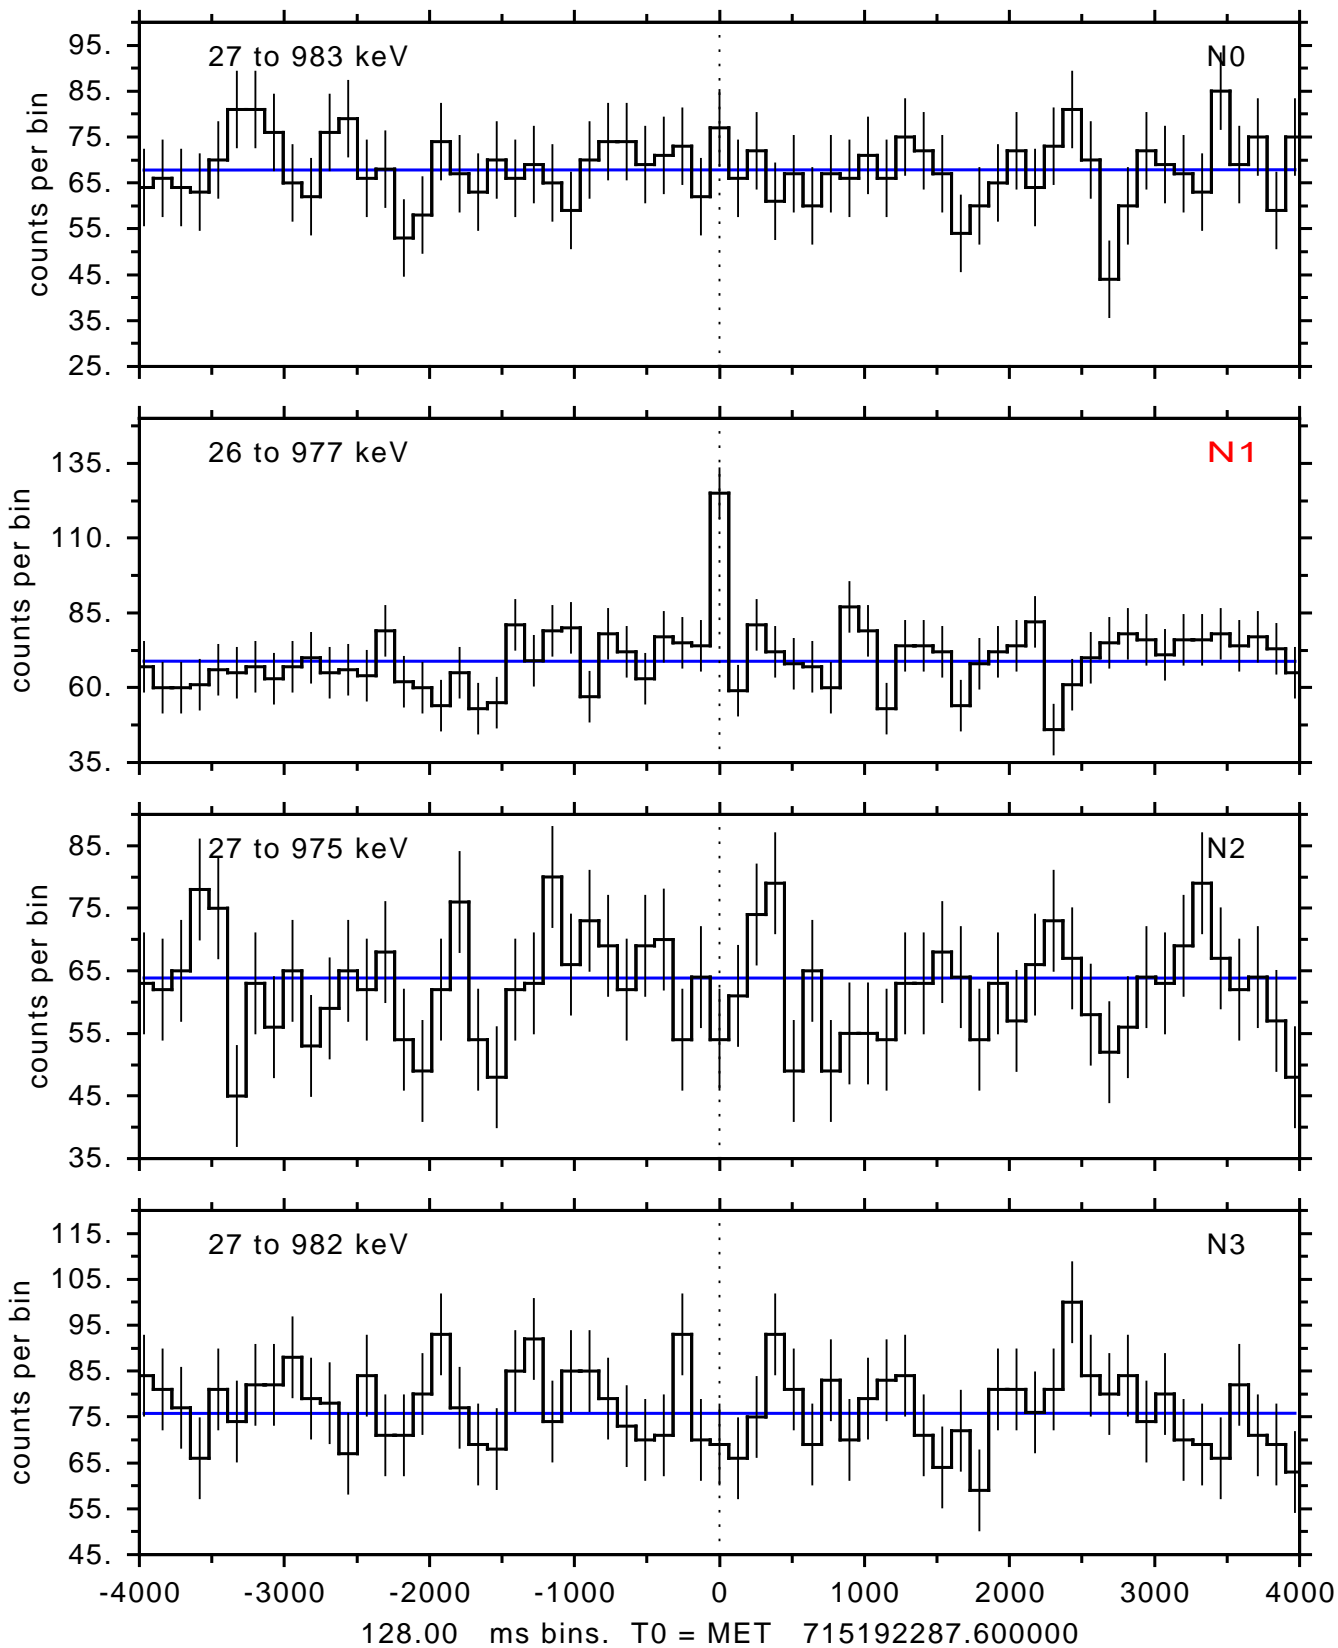 27 to 983 keV N0
95.
85.
75.
65.
55.
45.
35.
25.
counts per bin
26 to 977 keV N1
135.
110.
85.
60.
35.
counts per bin
27 to 975 keV N2
85.
75.
65.
55.
45.
35.
counts per bin
27 to 982 keV N3
115.
105.
95.
85.
75.
65.
55.
45.
counts per bin
-4000 -3000 -2000 -1000 0 1000 2000 3000 4000
128.00 ms bins. T0 = MET 715192287.600000